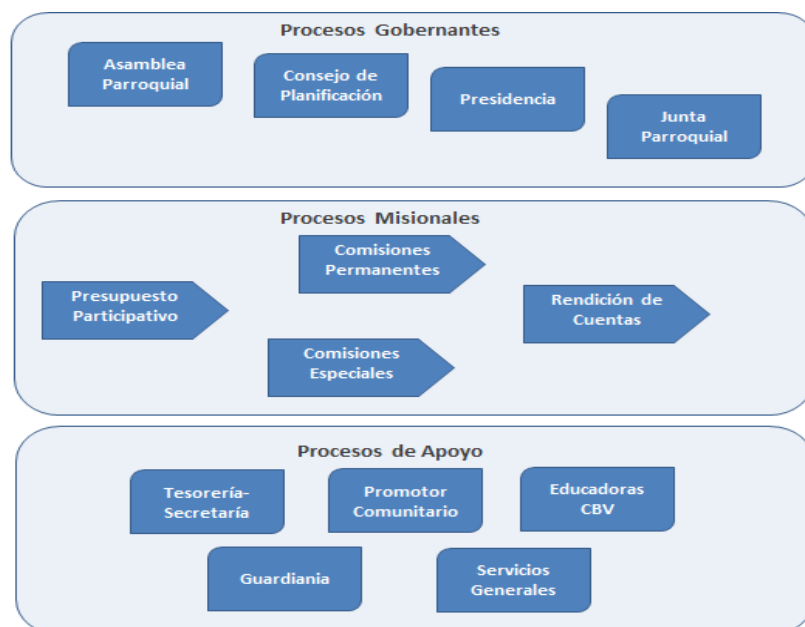 Procesos Gobernantes
Asamblea
Parroquial
Consejo de
Planificación
Presidencia
Junta
Parroquial
Procesos Misionales
Comisiones
Permanentes
Presupuesto
Participativo
Rendición de
Cuentas
Comisiones
Especiales
Procesos de Apoyo
Tesorería-
Secretaría
Promotor
Comunitario
Educadoras
CBV
Guardiania
Servicios
Generales